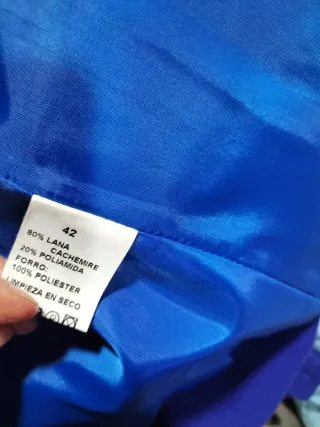 42
80% LANA
CACHEMIRE
20% POLIAMIDA
FORRO:
100% POLIESTER
LIMPIEZA EN SECO